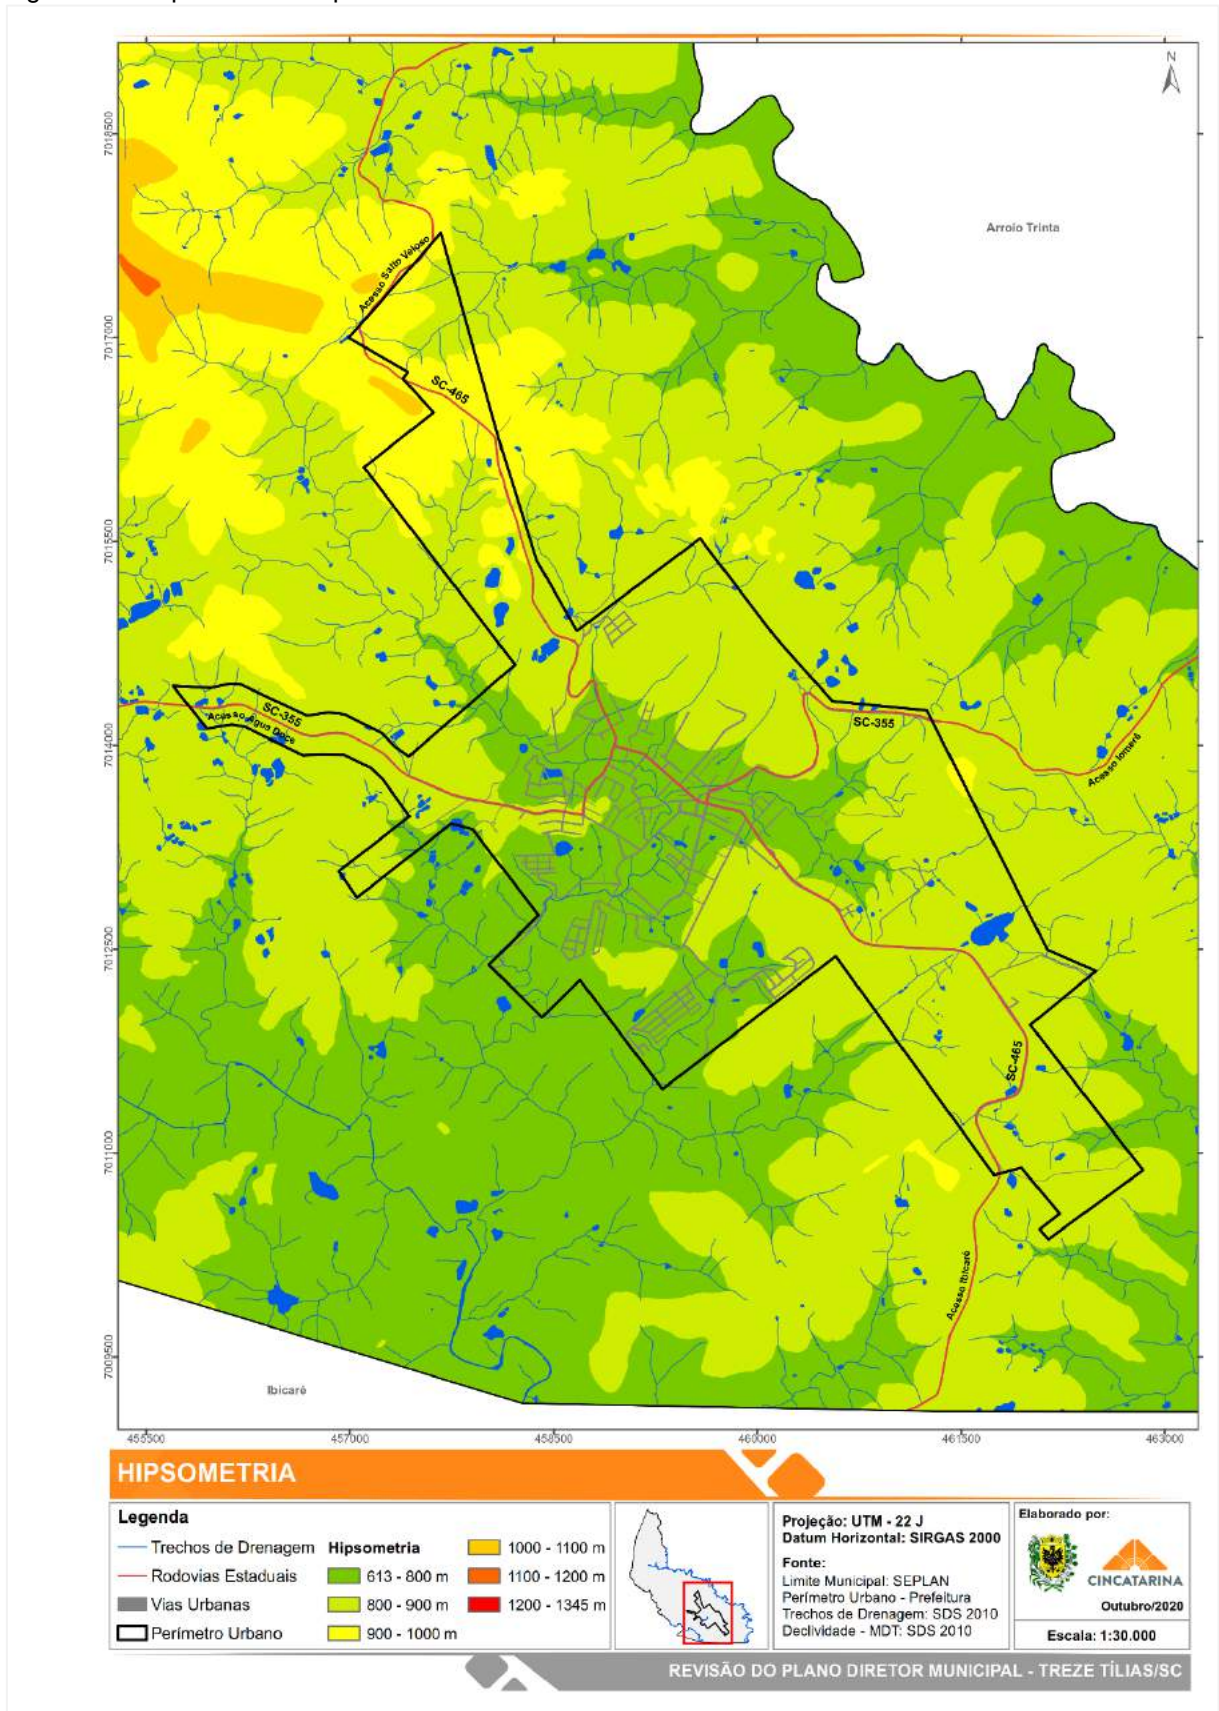 N
Arroio Trinta
Acesso Salto Veloso
SC-465
SC-355
Acesso Água Doce
SC-355
Acesso Iomerê
SC-465
Acesso Ibicaré
Ibicaré
7018500
7017000
7015500
7014000
7012500
7011000
7009500
455500
457000
458500
460000
461500
463000
HIPSOMETRIA
Legenda
Trechos de Drenagem
Rodovias Estaduais
Vias Urbanas
Perímetro Urbano
Hipsometria
613 - 800 m
800 - 900 m
900 - 1000 m
1000 - 1100 m
1100 - 1200 m
1200 - 1345 m
Projeção: UTM - 22 J
Datum Horizontal: SIRGAS 2000
Fonte:
Limite Municipal: SEPLAN
Perímetro Urbano - Prefeitura
Trechos de Drenagem: SDS 2010
Declividade - MDT: SDS 2010
Elaborado por:
CINCATARINA
Outubro/2020
Escala: 1:30.000
REVISÃO DO PLANO DIRETOR MUNICIPAL - TREZE TÍLIAS/SC